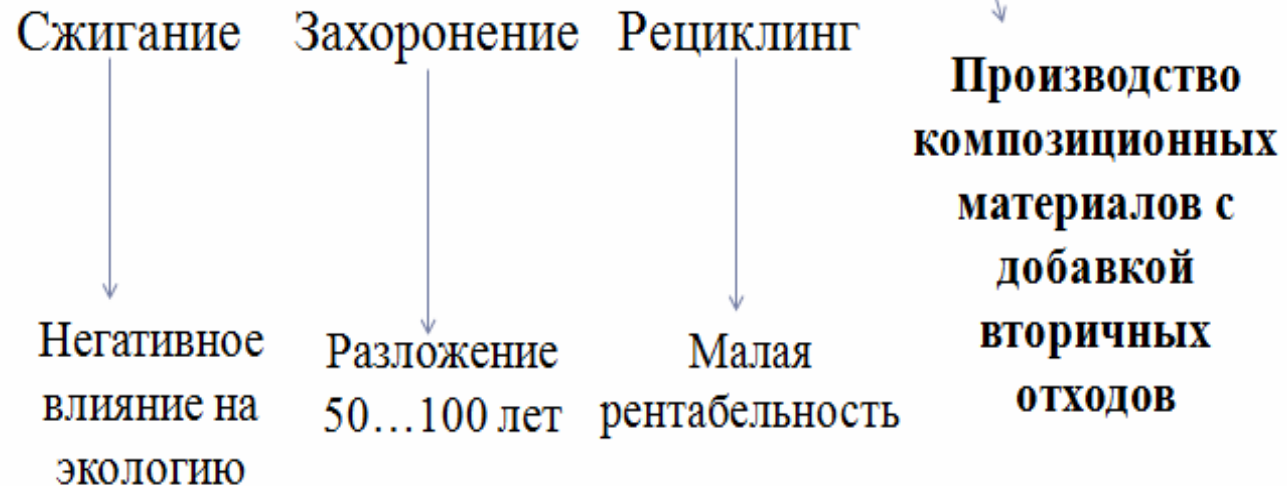 Сжигание
Захоронение
Рециклинг
Производство
композиционных
материалов с
добавкой
вторичных
отходов
Негативное
влияние на
экологию
Разложение
50…100 лет
Малая
рентабельность